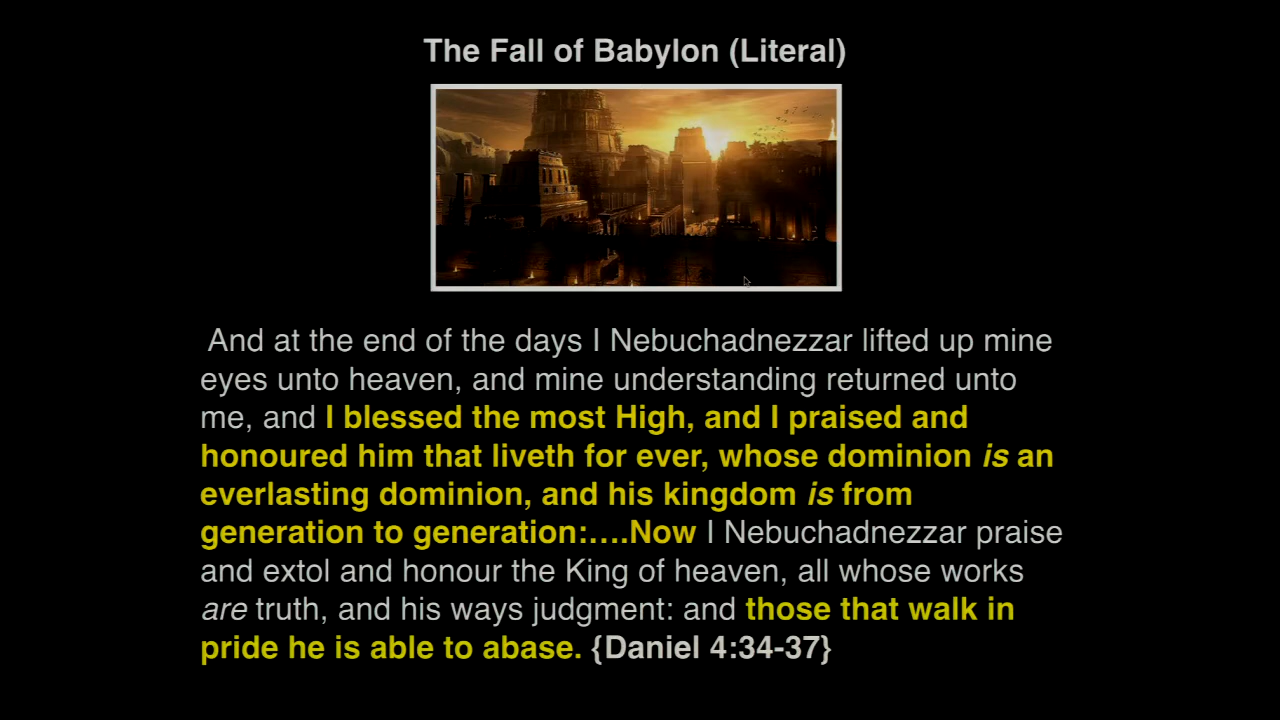 The Fall of Babylon (Literal)
And at the end of the days I Nebuchadnezzar lifted up mine
eyes unto heaven, and mine understanding returned unto
me, and I blessed the most High, and I praised and
honoured him that liveth for ever, whose dominion is an
everlasting dominion, and his kingdom is from
generation to generation:....Now I Nebuchadnezzar praise
and extol and honour the King of heaven, all whose works
are truth, and his ways judgment: and those that walk in
pride he is able to abase. {Daniel 4:34-37}